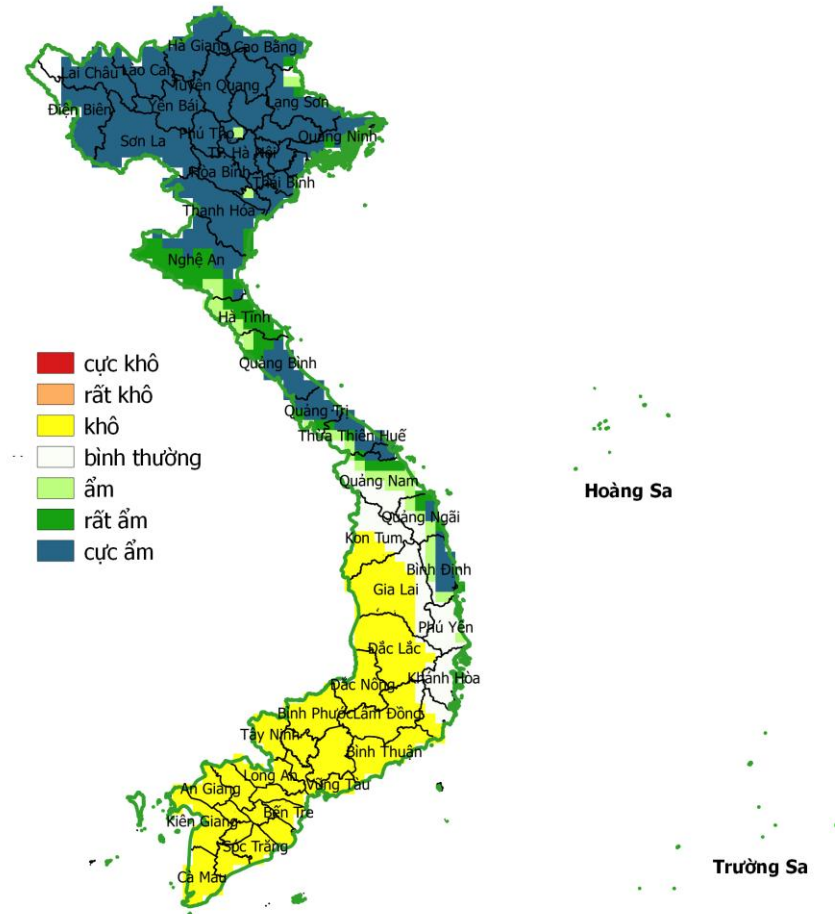 Hà Giang
Cao Bằng
Lai Châu
Lao Cai
Tuyên Quang
Điện Biên
Yên Bái
Lạng Sơn
Phú Thọ
Quảng Ninh
Sơn La
TP. Hà Nội
Hòa Bình
Thái Bình
Thanh Hóa
Nghệ An
Hà Tĩnh
Quảng Bình
cực khô
rất khô
khô
bình thường
ẩm
rất ẩm
cực ẩm
Quảng Trị
Thừa Thiên Huế
Quảng Nam
Hoàng Sa
Quảng Ngãi
Kon Tum
Bình Định
Gia Lai
Phú Yên
Đắc Lắc
Khánh Hòa
Đắc Nông
Bình Phước
Lâm Đồng
Tây Ninh
Bình Thuận
Long An
Vũng Tàu
An Giang
Bến Tre
Kiên Giang
Sóc Trăng
Cà Mau
Trường Sa